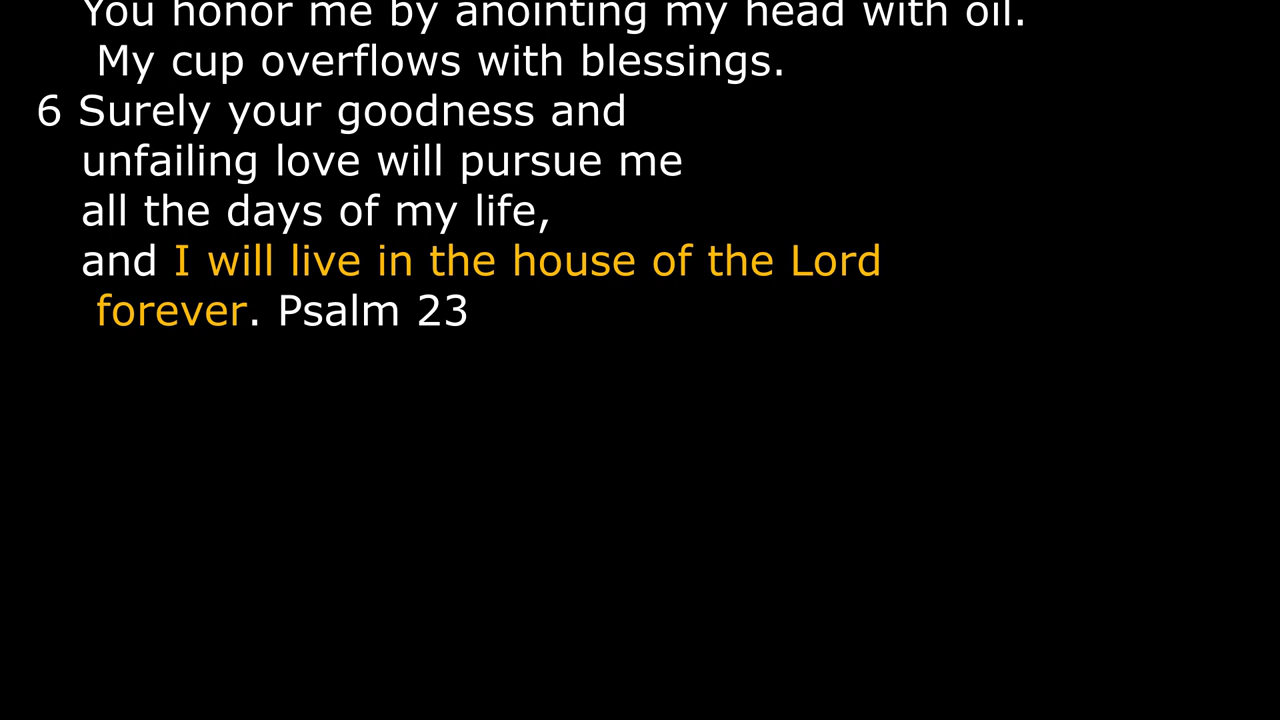 You honor me by anointing my head with oil.
My cup overflows with blessings.
6 Surely your goodness and
unfailing love will pursue me
all the days of my life,
and I will live in the house of the Lord
forever. Psalm 23